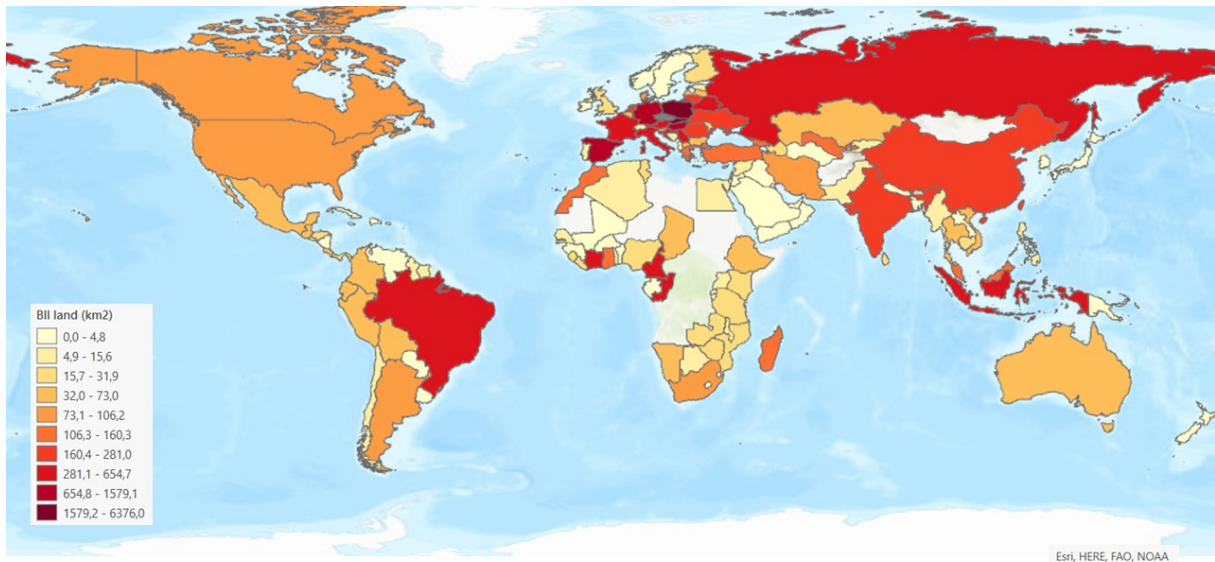 BII land (km2)
0,0 - 4,8
4,9 - 15,6
15,7 - 31,9
32,0 - 73,0
73,1 - 106,2
106,3 - 160,3
160,4 - 281,0
281,1 - 654,7
654,8 - 1579,1
1579,2 - 6376,0
Esri, HERE, FAO, NOAA